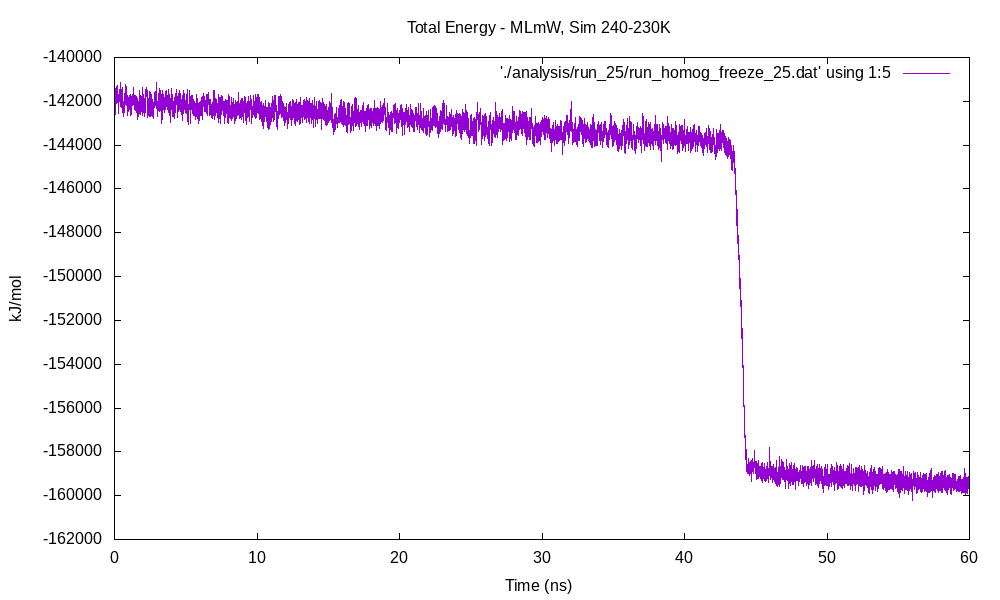 Total Energy - MLmW, Sim 240-230K
'./analysis/run_25/run_homog_freeze_25.dat' using 1:5
-140000
-142000
-144000
-146000
-148000
-150000
-152000
-154000
-156000
-158000
-160000
-162000
kJ/mol
0 10 20 30 40 50 60
Time (ns)